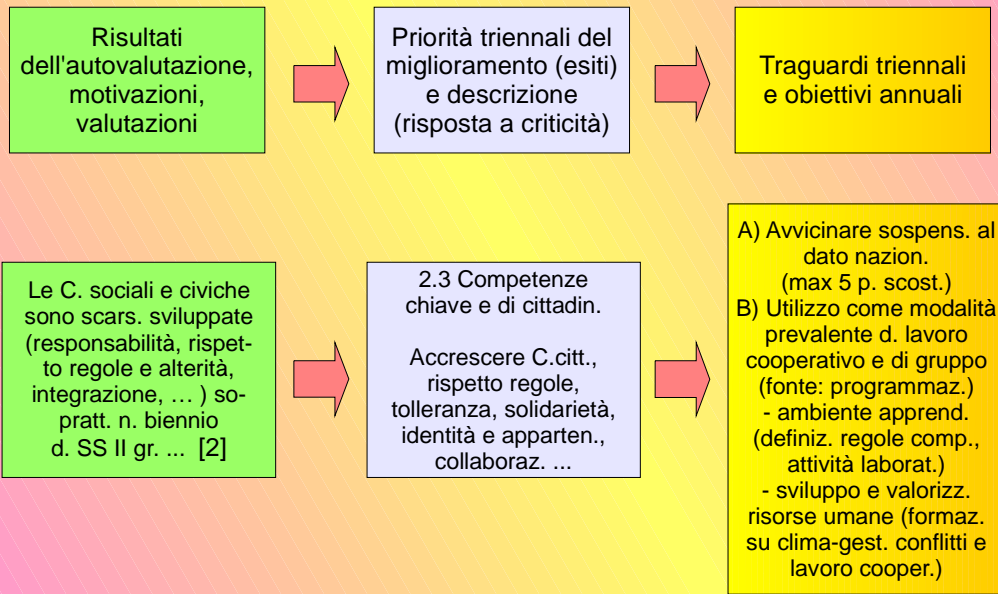 Risultati
dell'autovalutazione,
motivazioni,
valutazioni
Priorità triennali del
miglioramento (esiti)
e descrizione
(risposta a criticità)
Traguardi triennali
e obiettivi annuali
Le C. sociali e civiche
sono scars. sviluppate
(responsabilità, rispet-
to regole e alterità,
integrazione, ... ) so-
pratt. n. biennio
d. SS II gr. ... [2]
2.3 Competenze
chiave e di cittadin.
Accrescere C.citt.,
rispetto regole,
tolleranza, solidarietà,
identità e apparten.,
collaboraz. ...
A) Avvicinare sospens. al
dato nazion.
(max 5 p. scost.)
B) Utilizzo come modalità
prevalente d. lavoro
cooperativo e di gruppo
(fonte: programmaz.)
- ambiente apprend.
(definiz. regole comp.,
attività laborat.)
- sviluppo e valorizz.
risorse umane (formaz.
su clima-gest. conflitti e
lavoro cooper.)